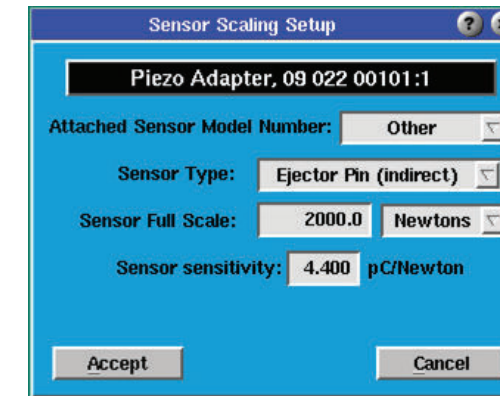 Sensor Scaling Setup ?
Piezo Adapter, 09 022 00101:1
Attached Sensor Model Number: Other
Sensor Type: Ejector Pin (indirect)
Sensor Full Scale: 2000.0 Newtons
Sensor sensitivity: 4.400 pC/Newton
Accept Cancel